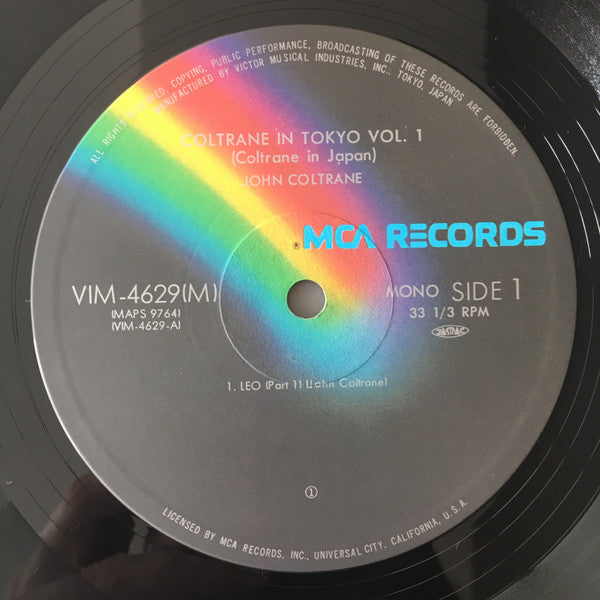 ALL RIGHTS RESERVED. COPYING, PUBLIC PERFORMANCE, BROADCASTING OF THESE RECORDS ARE FORBIDDEN.
MANUFACTURED BY VICTOR MUSICAL INDUSTRIES, INC., TOKYO, JAPAN
COLTRANE IN TOKYO VOL. 1
(Coltrane in Japan)
JOHN COLTRANE
® MCA RECORDS
VIM-4629(M)
(MAPS 9764)
(VIM-4629-A)
MONO SIDE 1
33 1/3 RPM
JASRAC
1. LEO (Part 1) (John Coltrane)
①
LICENSED BY MCA RECORDS, INC., UNIVERSAL CITY, CALIFORNIA, U.S.A.